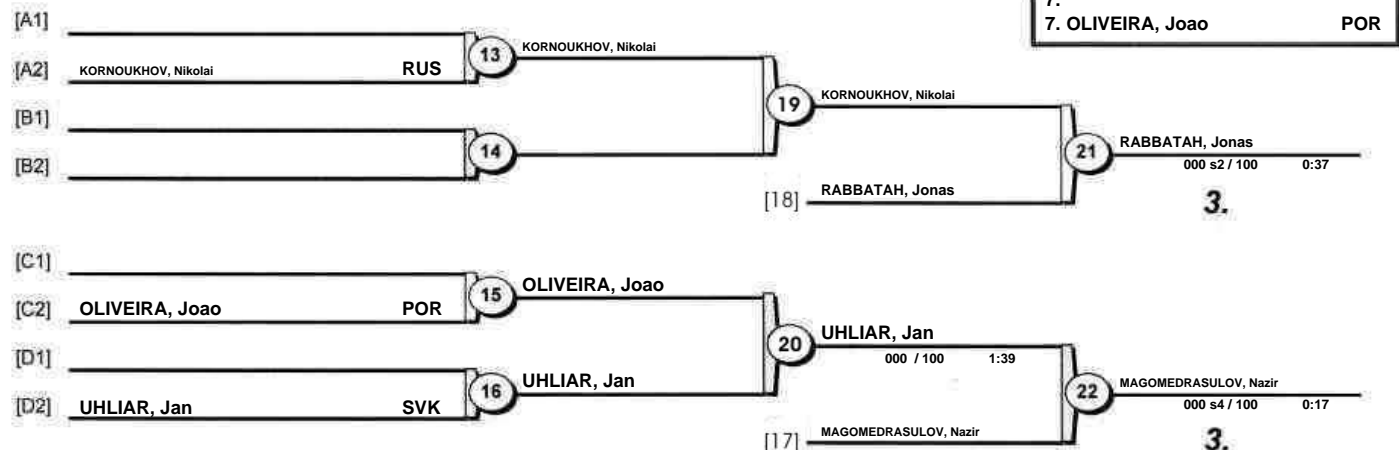 7.
7. OLIVEIRA, Joao POR
[A1]
13 KORNOUKHOV, Nikolai
[A2] KORNOUKHOV, Nikolai RUS
19 KORNOUKHOV, Nikolai
[B1]
14
21 RABBATAH, Jonas
000 s2 / 100 0:37
[B2]
[18] RABBATAH, Jonas
3.
[C1]
15 OLIVEIRA, Joao
[C2] OLIVEIRA, Joao POR
20 UHLIAR, Jan
000 / 100 1:39
[D1]
16 UHLIAR, Jan
22 MAGOMEDRASULOV, Nazir
000 s4 / 100 0:17
[D2] UHLIAR, Jan SVK
[17] MAGOMEDRASULOV, Nazir
3.